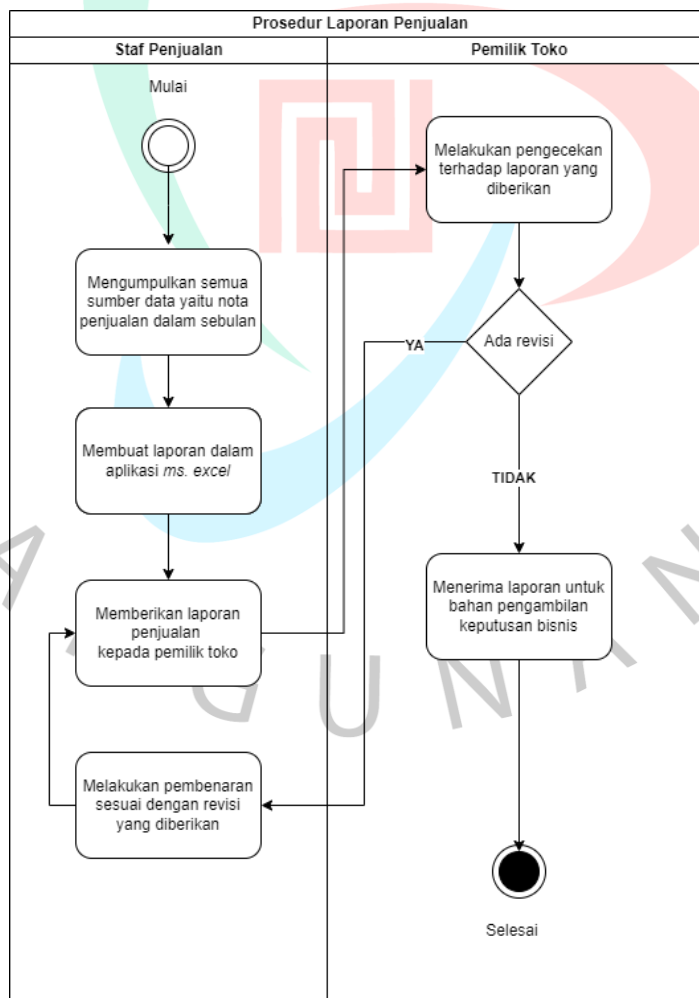 Prosedur Laporan Penjualan
Staf Penjualan
Pemilik Toko
Mulai
Mengumpulkan semua
sumber data yaitu nota
penjualan dalam sebulan
Membuat laporan dalam
aplikasi ms. excel
Memberikan laporan
penjualan
kepada pemilik toko
Melakukan pembenaran
sesuai dengan revisi
yang diberikan
Melakukan pengecekan
terhadap laporan yang
diberikan
Ada revisi
YA
TIDAK
Menerima laporan untuk
bahan pengambilan
keputusan bisnis
Selesai